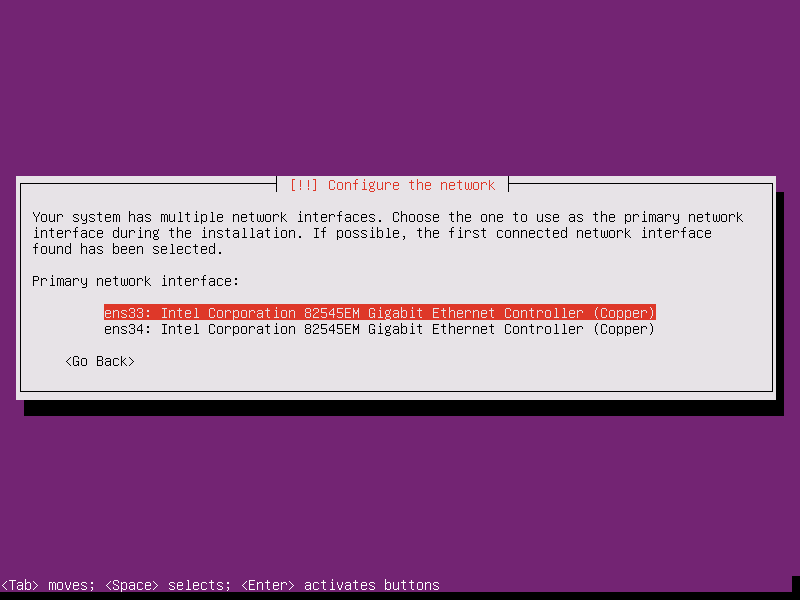 [!!] Configure the network
Your system has multiple network interfaces. Choose the one to use as the primary network
interface during the installation. If possible, the first connected network interface
found has been selected.
Primary network interface:
ens33: Intel Corporation 82545EM Gigabit Ethernet Controller (Copper)
ens34: Intel Corporation 82545EM Gigabit Ethernet Controller (Copper)
<Go Back>
<Tab> moves; <Space> selects; <Enter> activates buttons